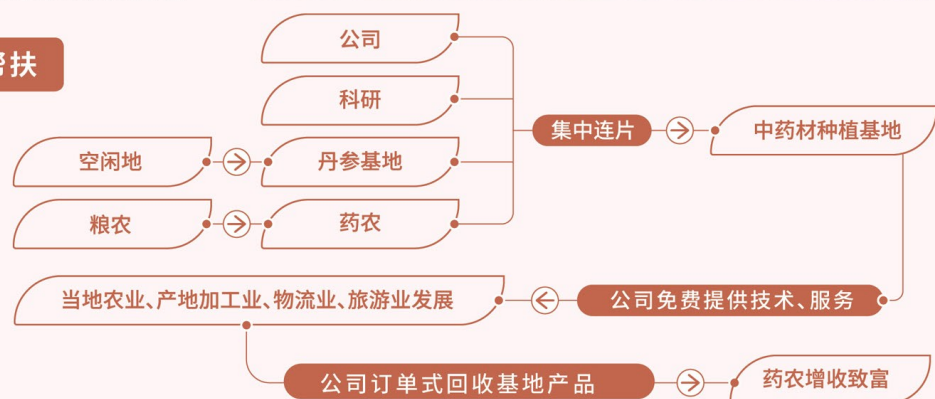 扶
公司
科研
集中连片
中药材种植基地
空闲地
丹参基地
粮农
药农
当地农业、产地加工业、物流业、旅游业发展
公司免费提供技术、服务
公司订单式回收基地产品
药农增收致富